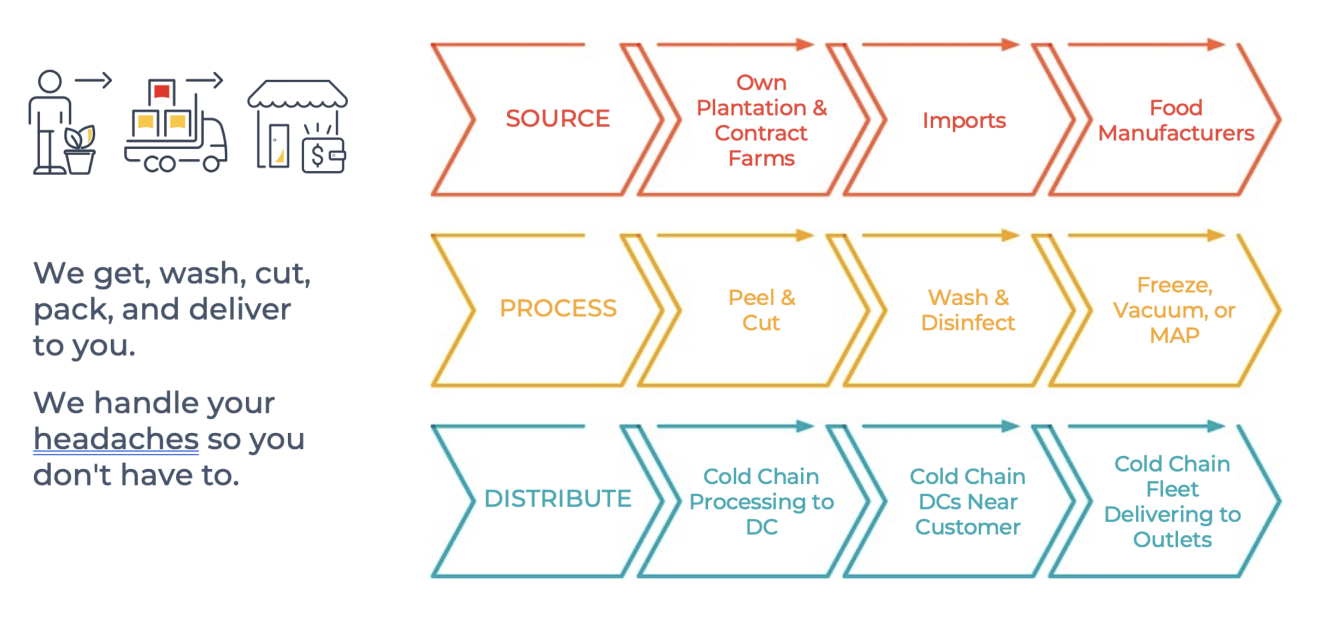 We get, wash, cut,
pack, and deliver
to you.
We handle your
headaches so you
don't have to.
SOURCE
Own
Plantation &
Contract
Farms
Imports
Food
Manufacturers
PROCESS
Peel &
Cut
Wash &
Disinfect
Freeze,
Vacuum, or
MAP
DISTRIBUTE
Cold Chain
Processing to
DC
Cold Chain
DCs Near
Customer
Cold Chain
Fleet
Delivering to
Outlets
$